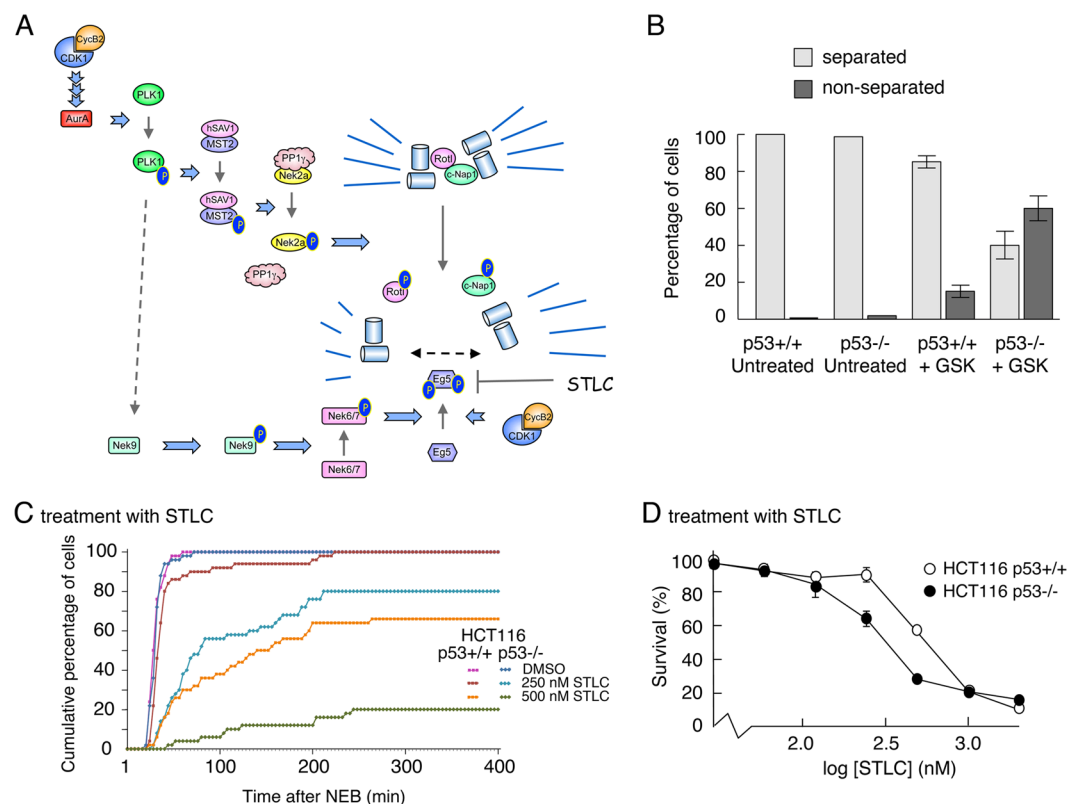 A
CycB2
CDK1
AurA
PLK1
PLK1
P
hSAV1
MST2
hSAV1
MST2
P
PP1γ
Nek2a
Nek2a
P
PP1γ
Rotl
c-Nap1
P
Rotl
P
c-Nap1
Eg5
P
P
STLC
Nek9
Nek9
P
Nek6/7
P
Nek6/7
Eg5
CycB2
CDK1
B
separated
non-separated
Percentage of cells
100
80
60
40
20
0
p53+/+
Untreated
p53-/-
Untreated
p53+/+
+ GSK
p53-/-
+ GSK
C treatment with STLC
Cumulative percentage of cells
100
80
60
40
20
0
1
100
200
300
400
Time after NEB (min)
HCT116
p53+/+ p53-/-
DMSO
250 nM STLC
500 nM STLC
D treatment with STLC
Survival (%)
100
80
60
40
20
0
2.0
2.5
3.0
log [STLC] (nM)
HCT116 p53+/+
HCT116 p53-/-